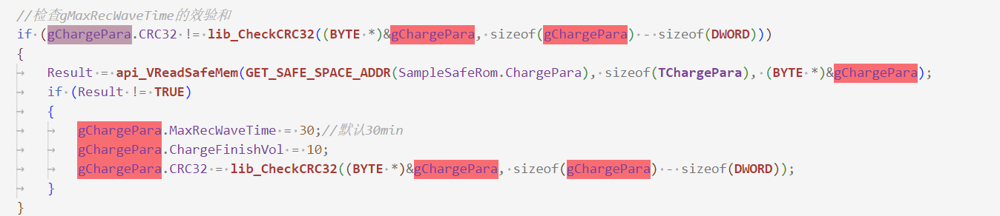 //检查gMaxRecWaveTime的效验和
if (gChargePara.CRC32 != lib_CheckCRC32((BYTE *)&gChargePara, sizeof(gChargePara) - sizeof(DWORD)))
{
Result = api_VReadSafeMem(GET_SAFE_SPACE_ADDR(SampleSafeRom.ChargePara), sizeof(TChargePara), (BYTE *)&gChargePara);
if (Result != TRUE)
{
gChargePara.MaxRecWaveTime = 30;//默认30min
gChargePara.ChargeFinishVol = 10;
gChargePara.CRC32 = lib_CheckCRC32((BYTE *)&gChargePara, sizeof(gChargePara) - sizeof(DWORD));
}
}